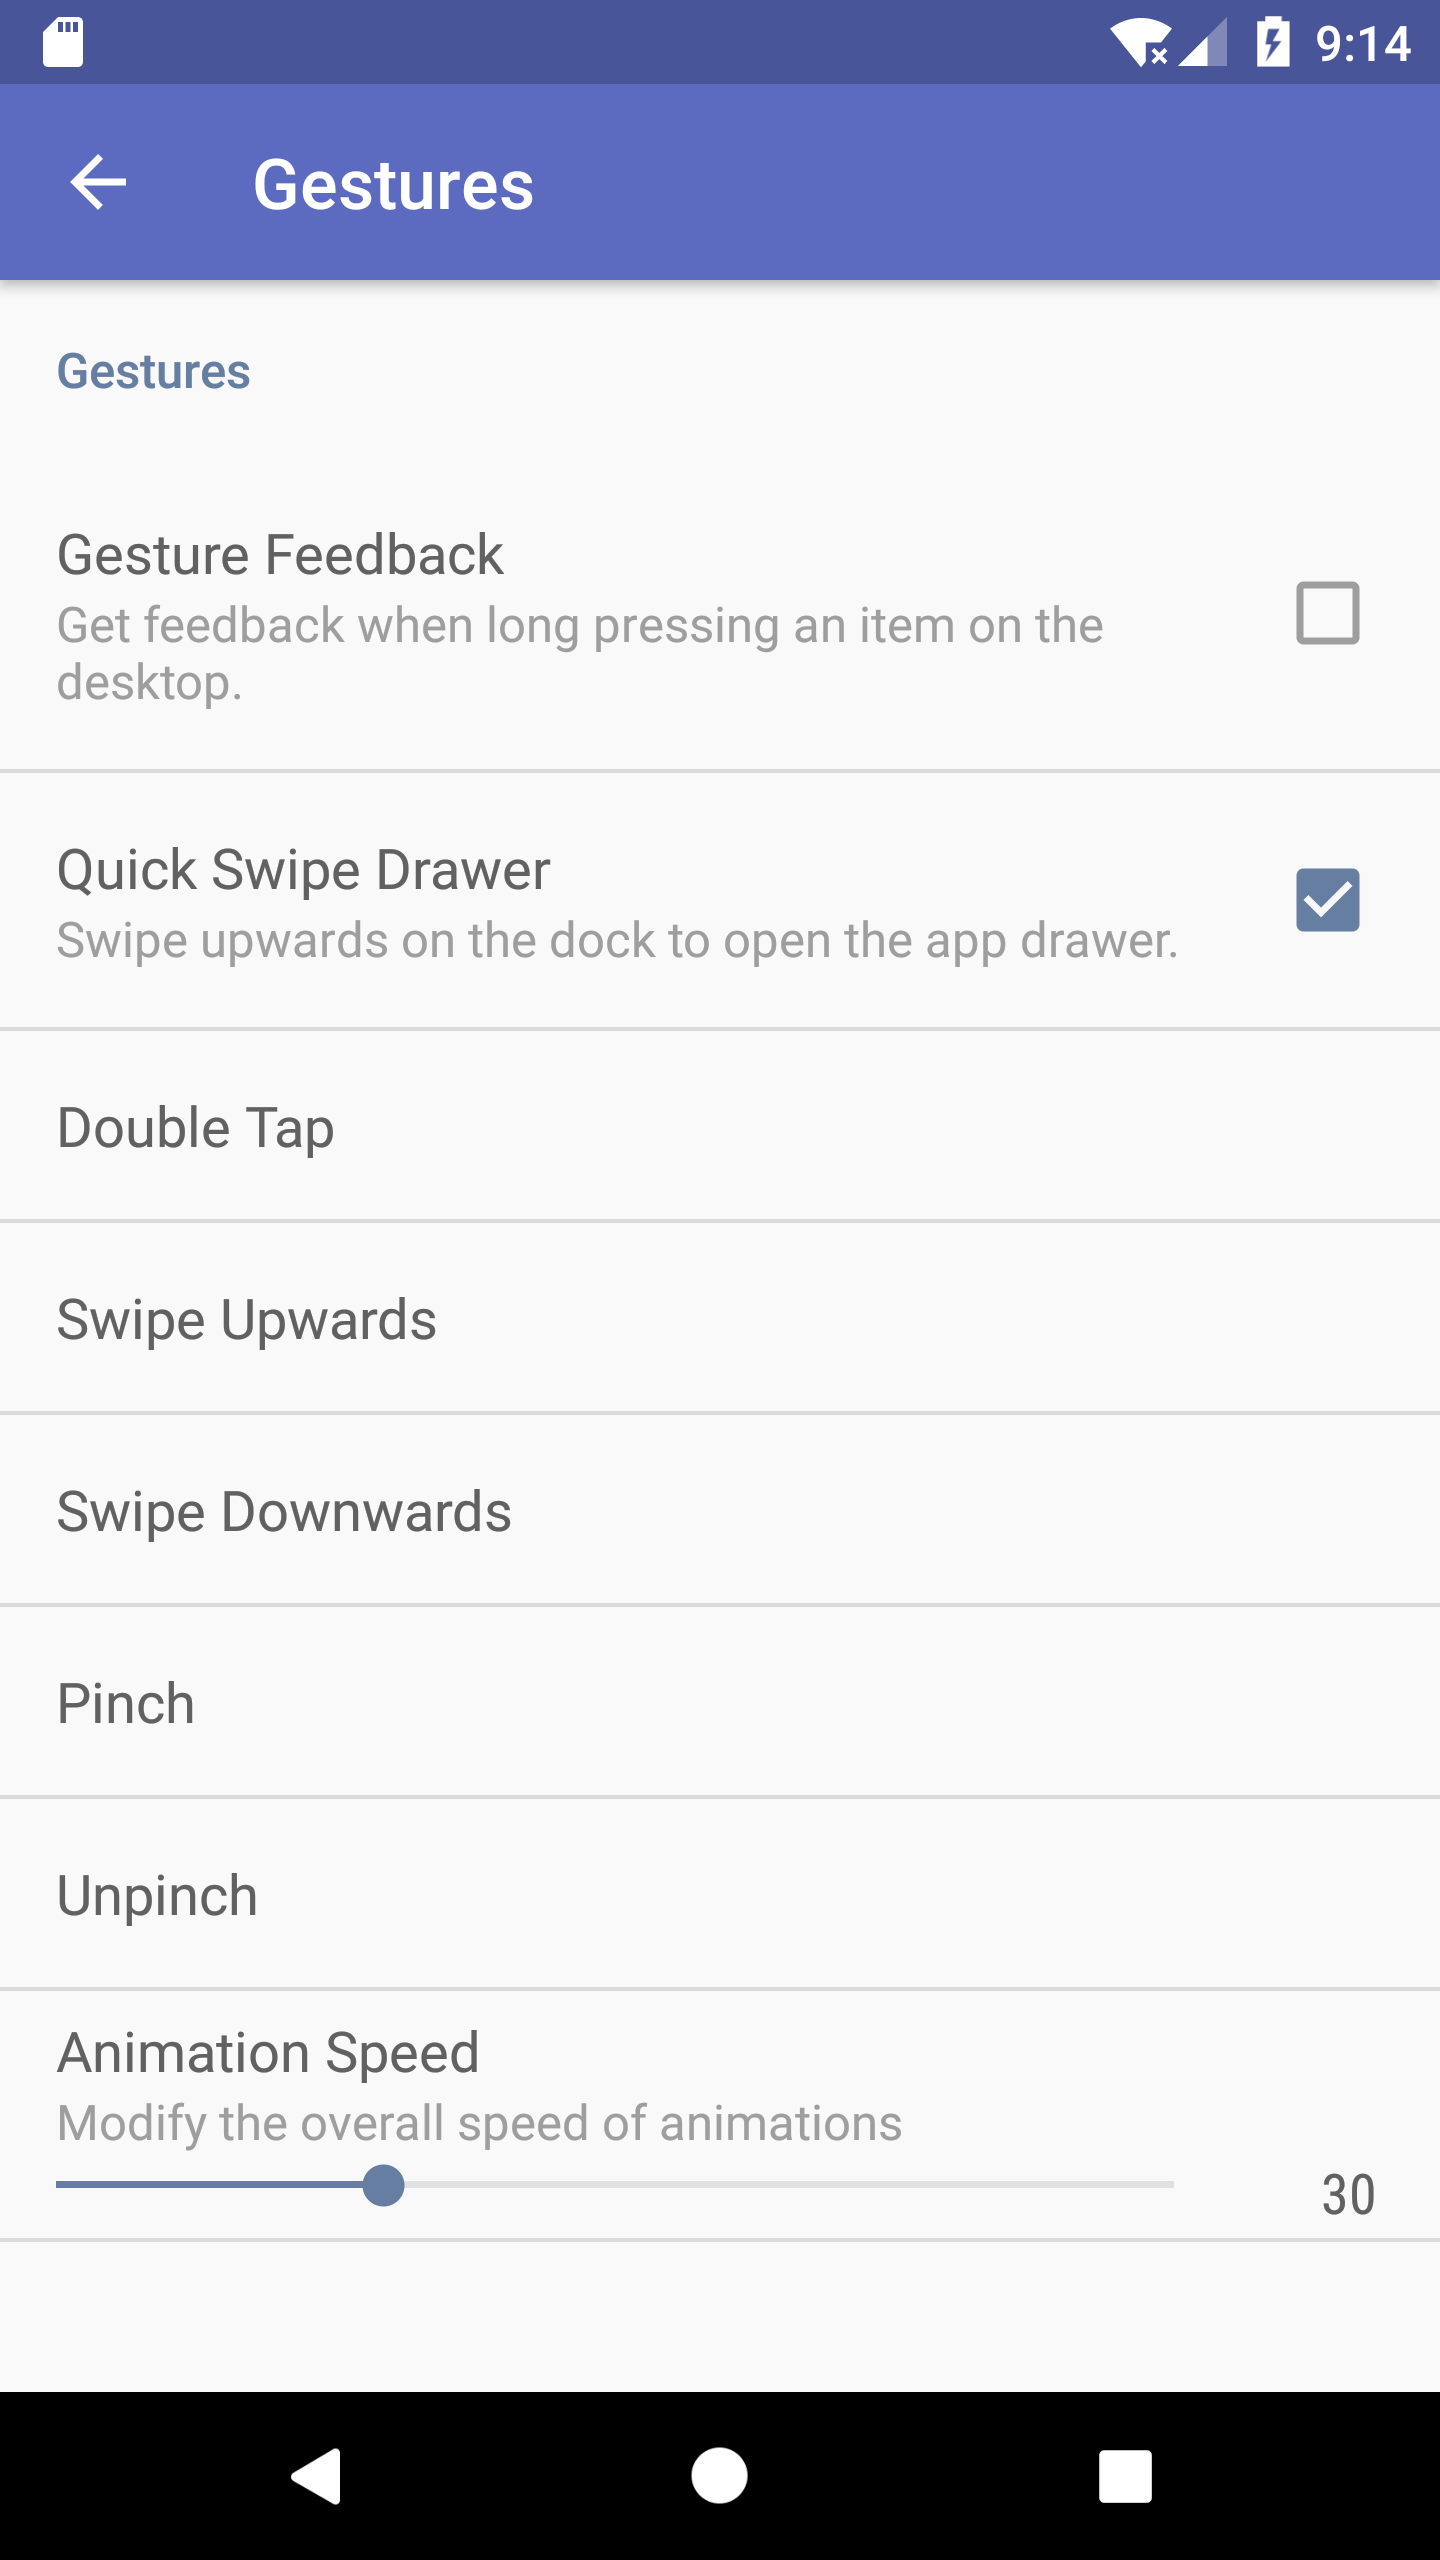 9:14
Gestures
Gestures
Gesture Feedback
Get feedback when long pressing an item on the
desktop.
Quick Swipe Drawer
Swipe upwards on the dock to open the app drawer.
Double Tap
Swipe Upwards
Swipe Downwards
Pinch
Unpinch
Animation Speed
Modify the overall speed of animations
30